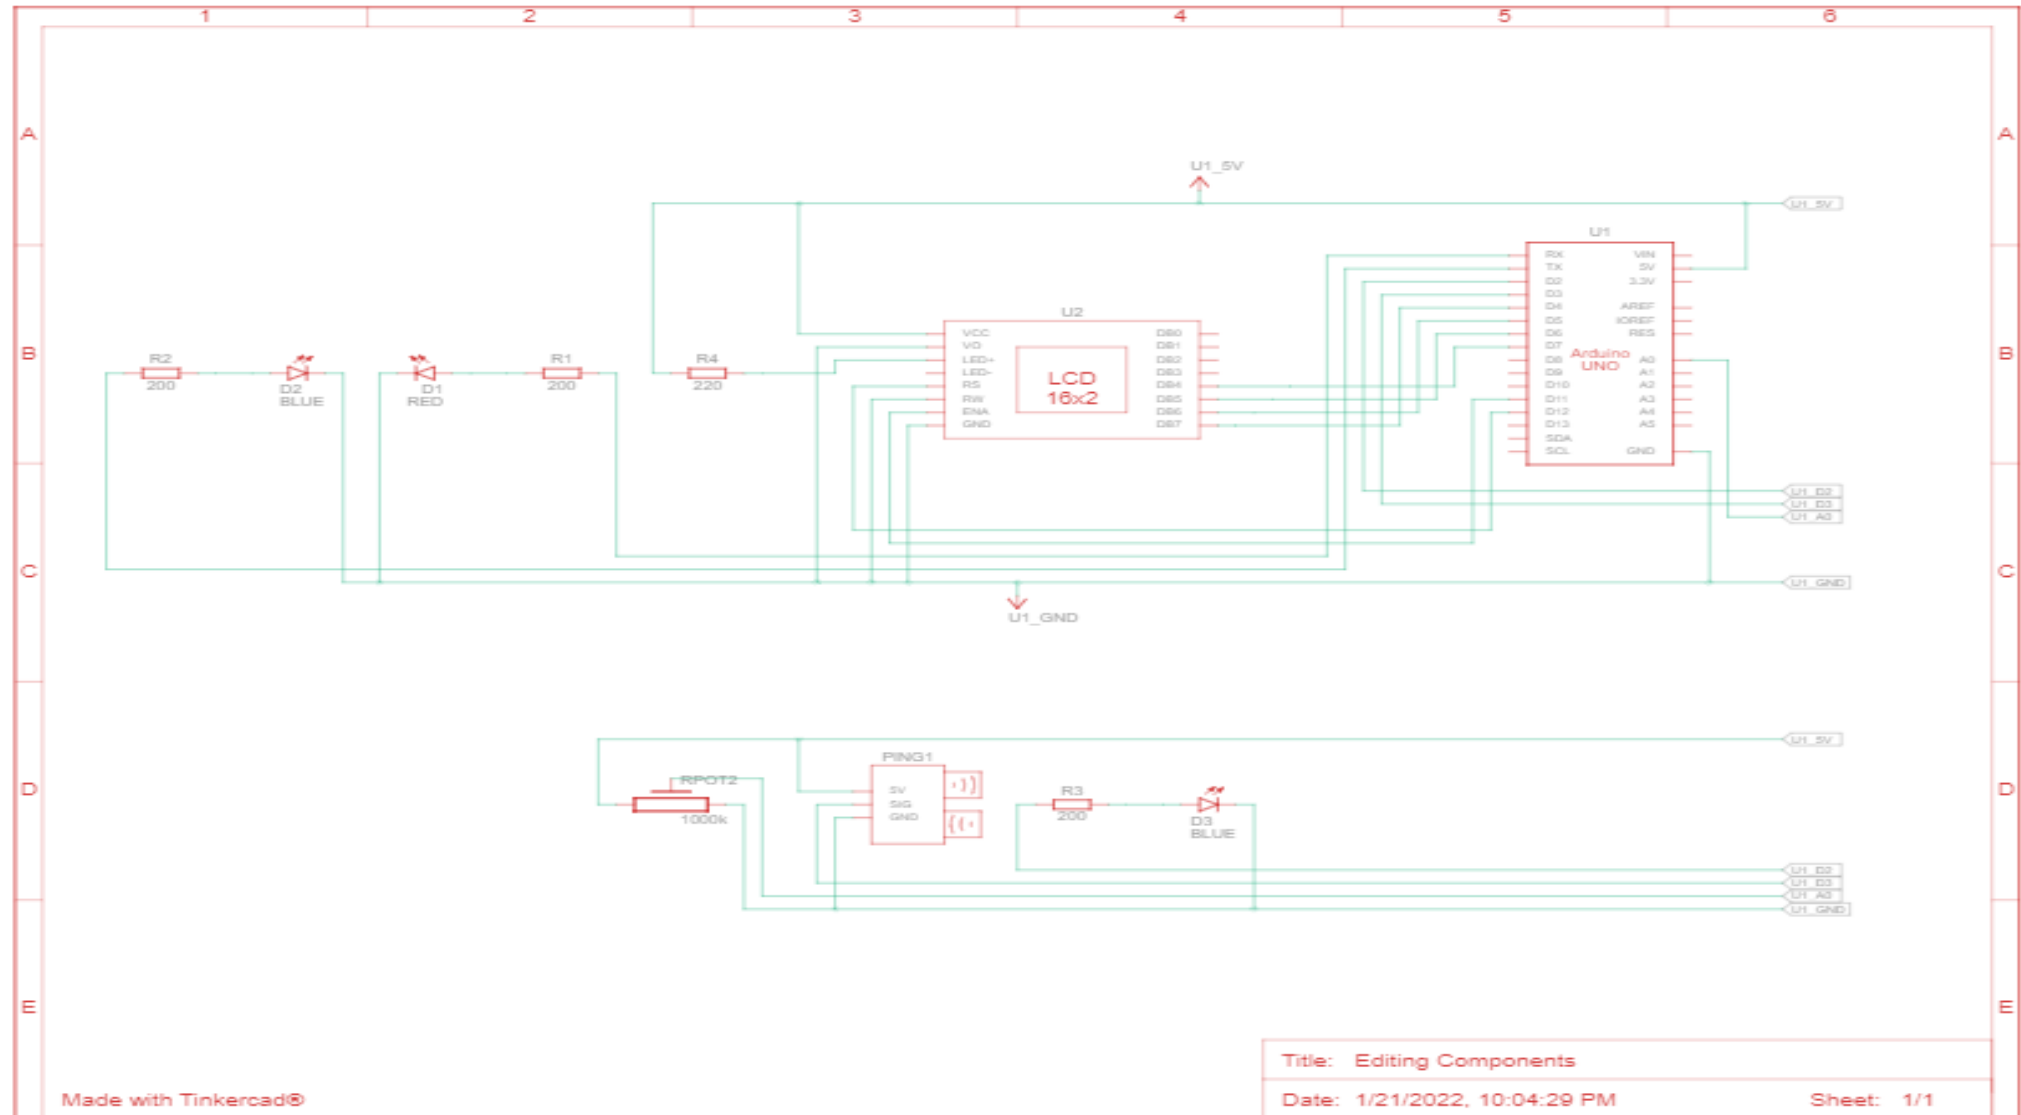 1 2 3 4 5 6
A A
U1_5V
U1_5V
U1
RX VIN
TX 5V
D2 3.3V
D3
D4 AREF
D5 IOREF
D6 RES
D7
D8 A0
D9 A1
D10 A2
D11 A3
D12 A4
D13 A5
SDA
SCL GND
Arduino
UNO
U2
VCC DB0
VO DB1
LED+ DB2
LED- DB3
RS DB4
RW DB5
ENA DB6
GND DB7
LCD
16x2
B B
R2
200
D2
BLUE
D1
RED
R1
200
R4
220
U1_D2
U1_D3
U1_A0
C C
U1_GND
U1_GND
U1_5V
PING1
5V
SIG
GND
D D
RPOT2
1000k
R3
200
D3
BLUE
U1_D2
U1_D3
U1_A0
U1_GND
E E
Title: Editing Components
Made with Tinkercad®
Date: 1/21/2022, 10:04:29 PM Sheet: 1/1